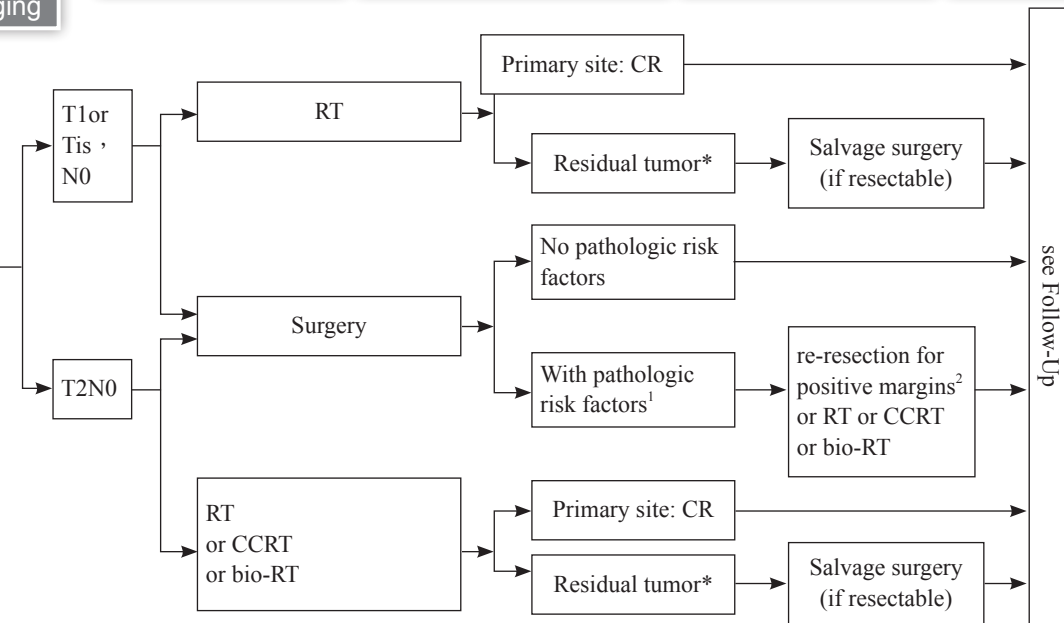 T1or
Tis，
N0
RT
Primary site: CR
Residual tumor*
Salvage surgery
(if resectable)
Surgery
No pathologic risk
factors
With pathologic
risk factors1
re-resection for
positive margins2
or RT or CCRT
or bio-RT
T2N0
RT
or CCRT
or bio-RT
Primary site: CR
Residual tumor*
Salvage surgery
(if resectable)
see Follow-Up